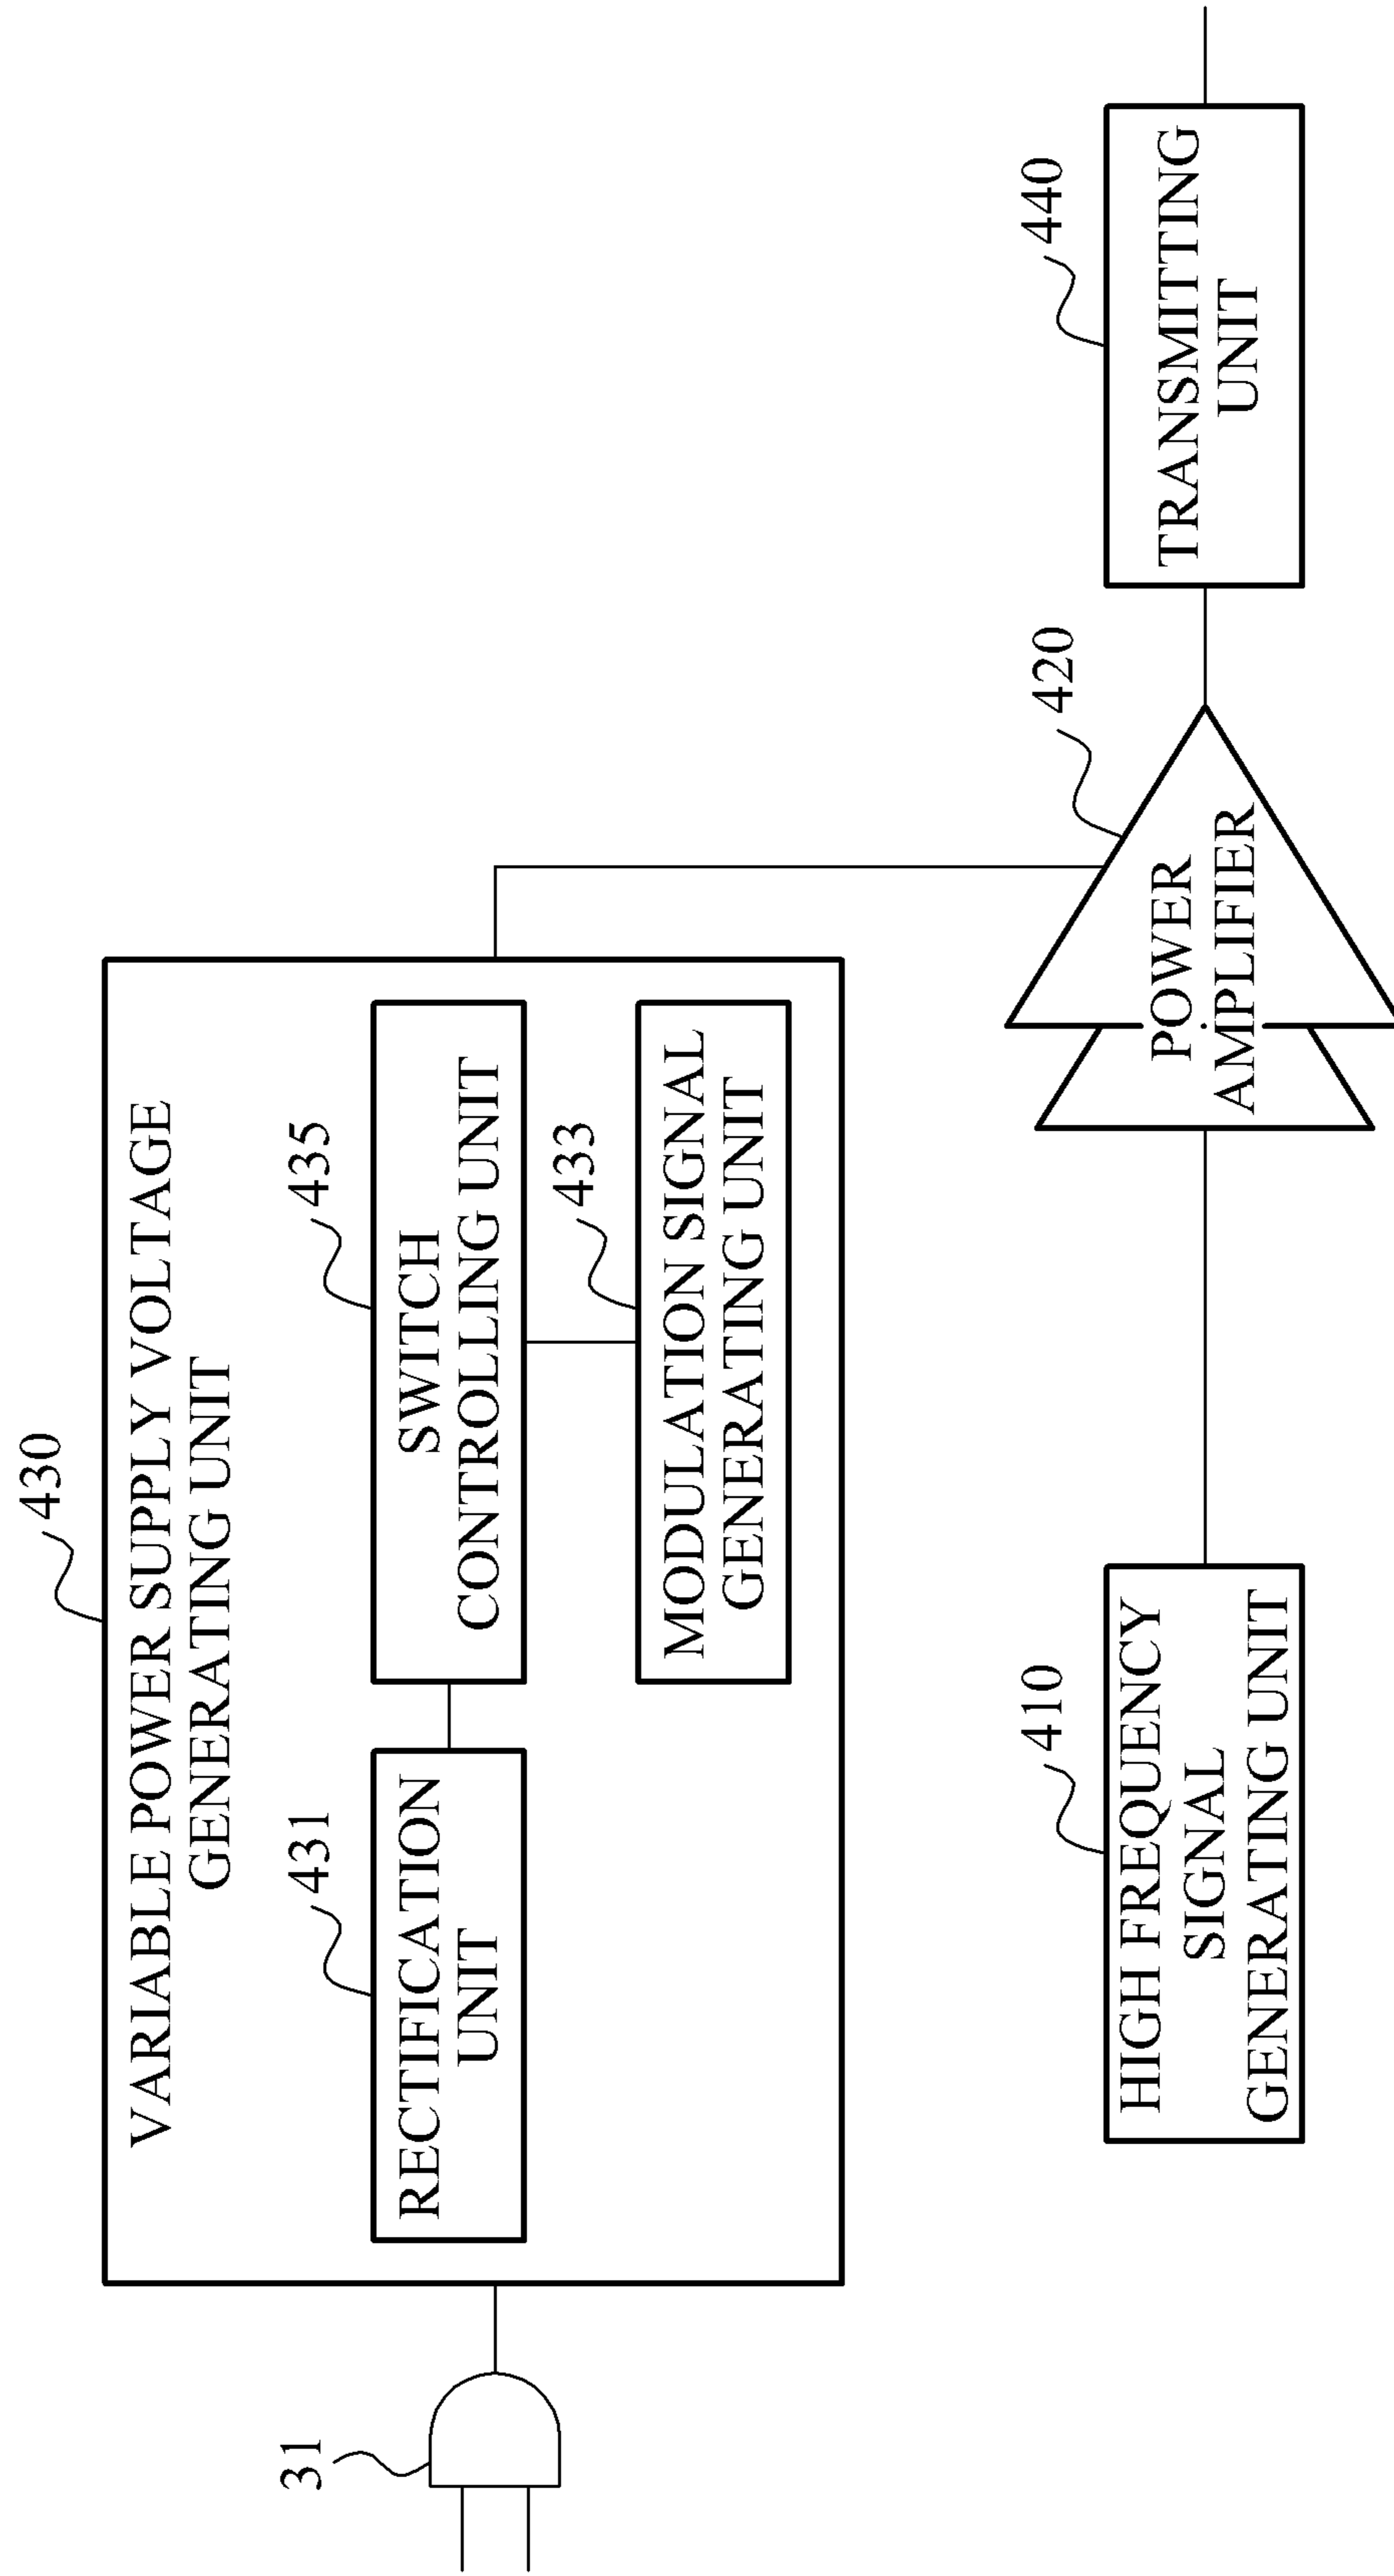 430
VARIABLE POWER SUPPLY VOLTAGE
GENERATING UNIT
31
431
RECTIFICATION
UNIT
435
SWITCH
CONTROLLING UNIT
433
MODULATION SIGNAL
GENERATING UNIT
410
HIGH FREQUENCY
SIGNAL
GENERATING UNIT
420
POWER
AMPLIFIER
440
TRANSMITTING
UNIT